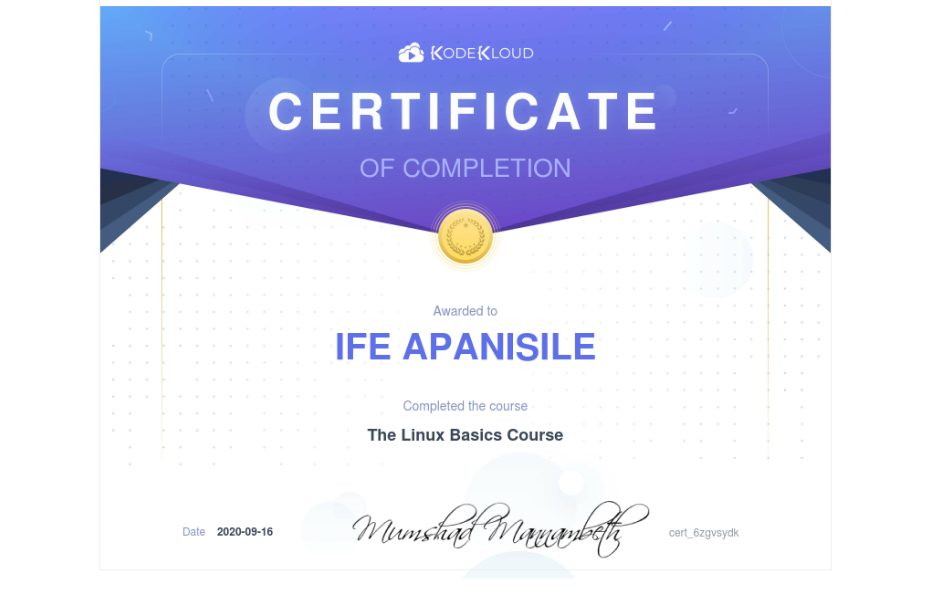 KODEKLOUD
CERTIFICATE
OF COMPLETION
Awarded to
IFE APANISILE
Completed the course
The Linux Basics Course
Date 2020-09-16
Mumshad Mannambeth
cert_6zgvsydk